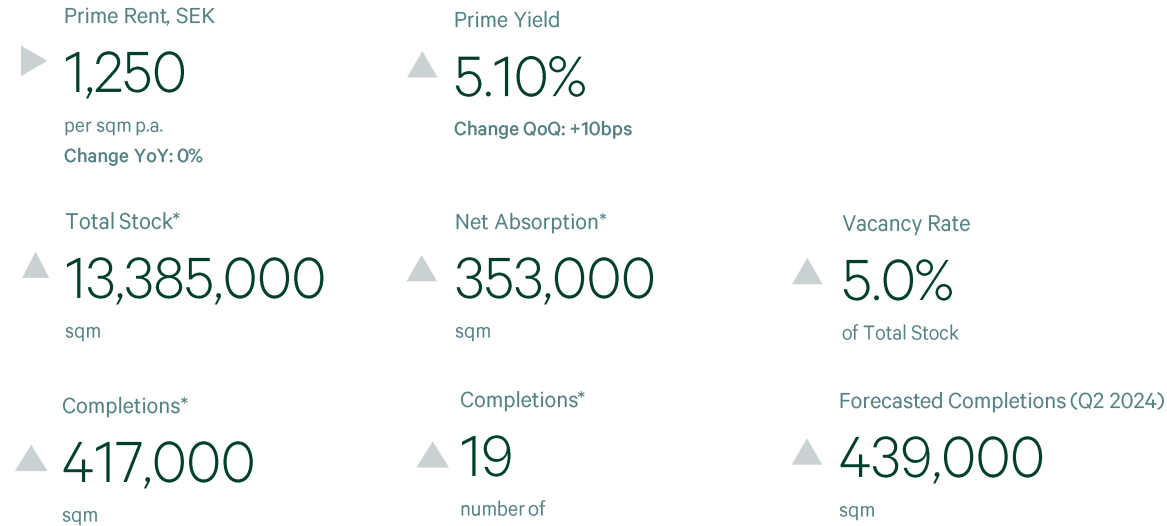 Prime Rent, SEK
1,250
per sqm p.a.
Change YoY: 0%
Prime Yield
5.10%
Change QoQ: +10bps
Total Stock*
13,385,000
sqm
Net Absorption*
353,000
sqm
Vacancy Rate
5.0%
of Total Stock
Completions*
417,000
sqm
Completions*
19
number of
Forecasted Completions (Q2 2024)
439,000
sqm